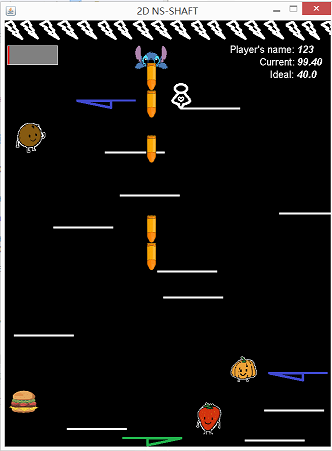 2D NS-SHAFT
Player's name: 123
Current: 99.40
Ideal: 40.0